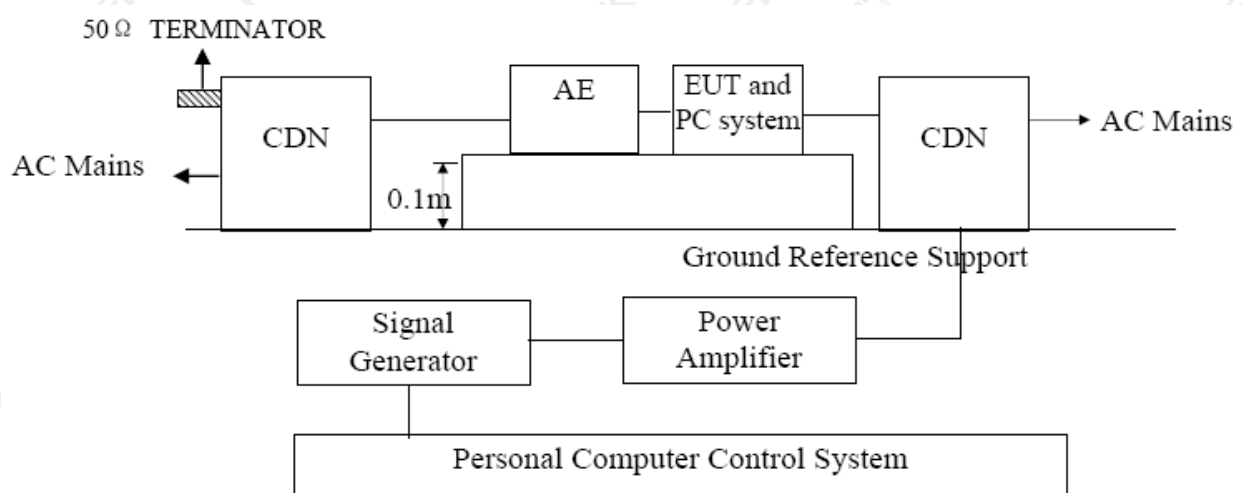 50Ω TERMINATOR
CDN
AC Mains
AE
EUT and
PC system
CDN
AC Mains
0.1m
Ground Reference Support
Signal
Generator
Power
Amplifier
Personal Computer Control System